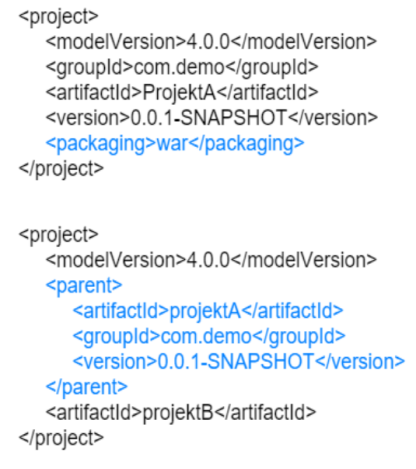 <project>
<modelVersion>4.0.0</modelVersion>
<groupId>com.demo</groupId>
<artifactId>ProjektA</artifactId>
<version>0.0.1-SNAPSHOT</version>
<packaging>war</packaging>
</project>
<project>
<modelVersion>4.0.0</modelVersion>
<parent>
<artifactId>projektA</artifactId>
<groupId>com.demo</groupId>
<version>0.0.1-SNAPSHOT</version>
</parent>
<artifactId>projektB</artifactId>
</project>